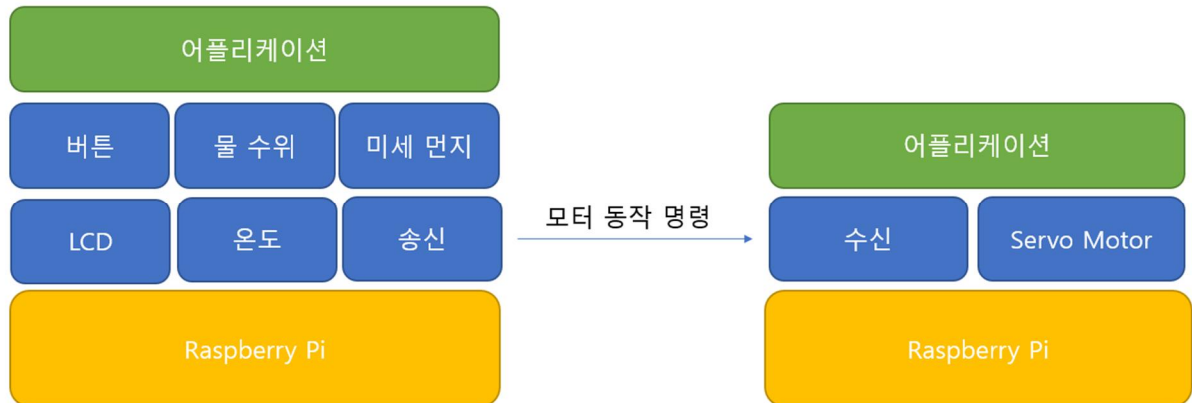 어플리케이션
버튼
물 수위
미세 먼지
LCD
온도
송신
Raspberry Pi
모터 동작 명령
어플리케이션
수신
Servo Motor
Raspberry Pi